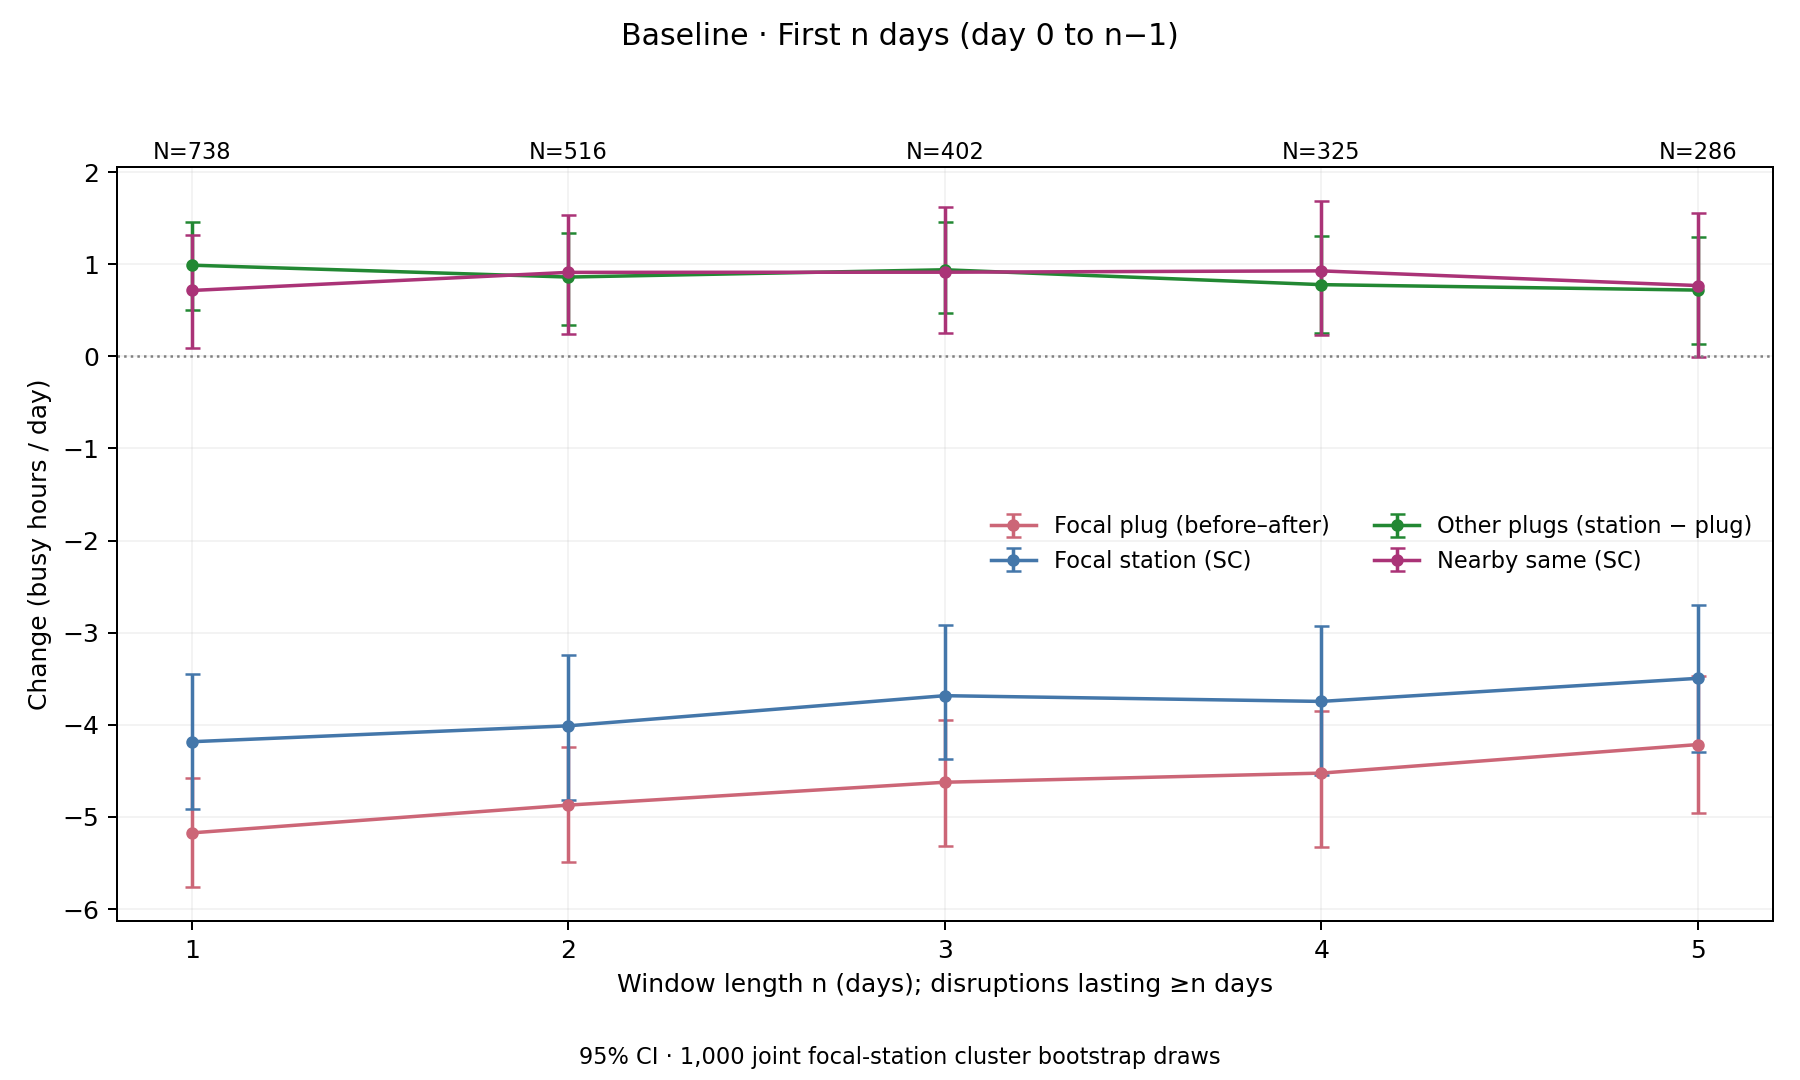 Baseline · First n days (day 0 to n−1)
N=738 N=516 N=402 N=325 N=286
2
1
0
−1
−2
−3
−4
−5
−6
Change (busy hours / day)
Focal plug (before–after) Other plugs (station − plug)
Focal station (SC) Nearby same (SC)
1 2 3 4 5
Window length n (days); disruptions lasting ≥n days
95% CI · 1,000 joint focal-station cluster bootstrap draws